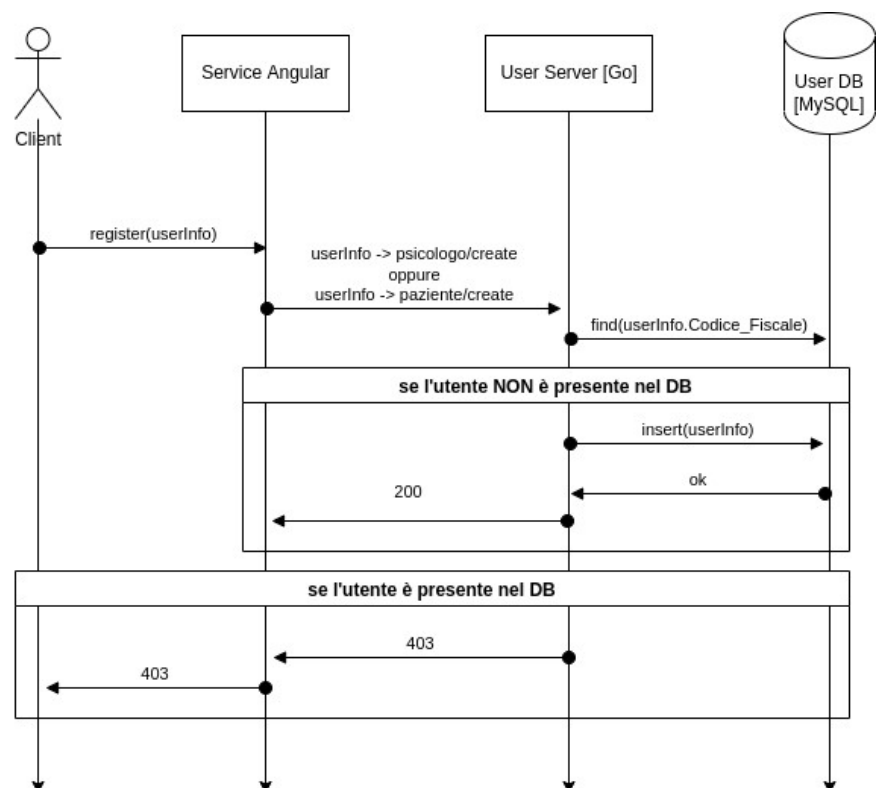 Client
Service Angular
User Server [Go]
User DB
[MySQL]
register(userInfo)
userInfo -> psicologo/create
oppure
userInfo -> paziente/create
find(userInfo.Codice_Fiscale)
se l'utente NON è presente nel DB
insert(userInfo)
ok
200
se l'utente è presente nel DB
403
403